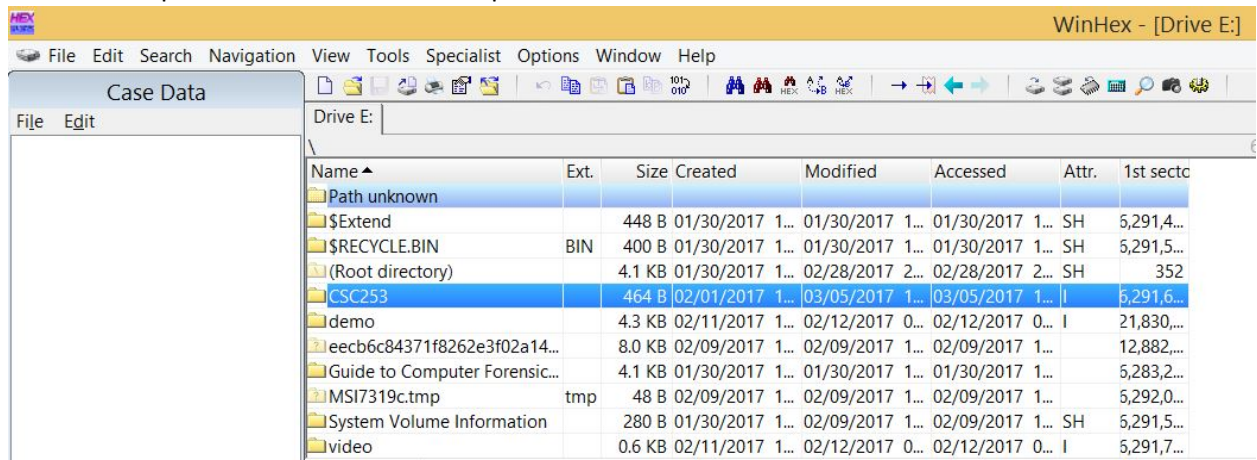 WinHex - [Drive E:]
File Edit Search Navigation View Tools Specialist Options Window Help
Case Data
File Edit
Drive E:
\
Name Ext. Size Created Modified Accessed Attr. 1st secto
Path unknown
$Extend 448 B 01/30/2017 1... 01/30/2017 1... 01/30/2017 1... SH 6,291,4...
$RECYCLE.BIN BIN 400 B 01/30/2017 1... 01/30/2017 1... 01/30/2017 1... SH 6,291,5...
(Root directory) 4.1 KB 01/30/2017 1... 02/28/2017 2... 02/28/2017 2... SH 352
CSC253 464 B 02/01/2017 1... 03/05/2017 1... 03/05/2017 1... I 6,291,6...
demo 4.3 KB 02/11/2017 1... 02/12/2017 0... 02/12/2017 0... I 21,830,...
eecb6c84371f8262e3f02a14... 8.0 KB 02/09/2017 1... 02/09/2017 1... 02/09/2017 1... 12,882,...
Guide to Computer Forensic... 4.1 KB 01/30/2017 1... 01/30/2017 1... 01/30/2017 1... 6,283,2...
MSI7319c.tmp tmp 48 B 02/09/2017 1... 02/09/2017 1... 02/09/2017 1... 6,292,0...
System Volume Information 280 B 01/30/2017 1... 02/09/2017 1... 02/09/2017 1... SH 6,291,5...
video 0.6 KB 02/11/2017 1... 02/12/2017 0... 02/12/2017 0... I 6,291,7...